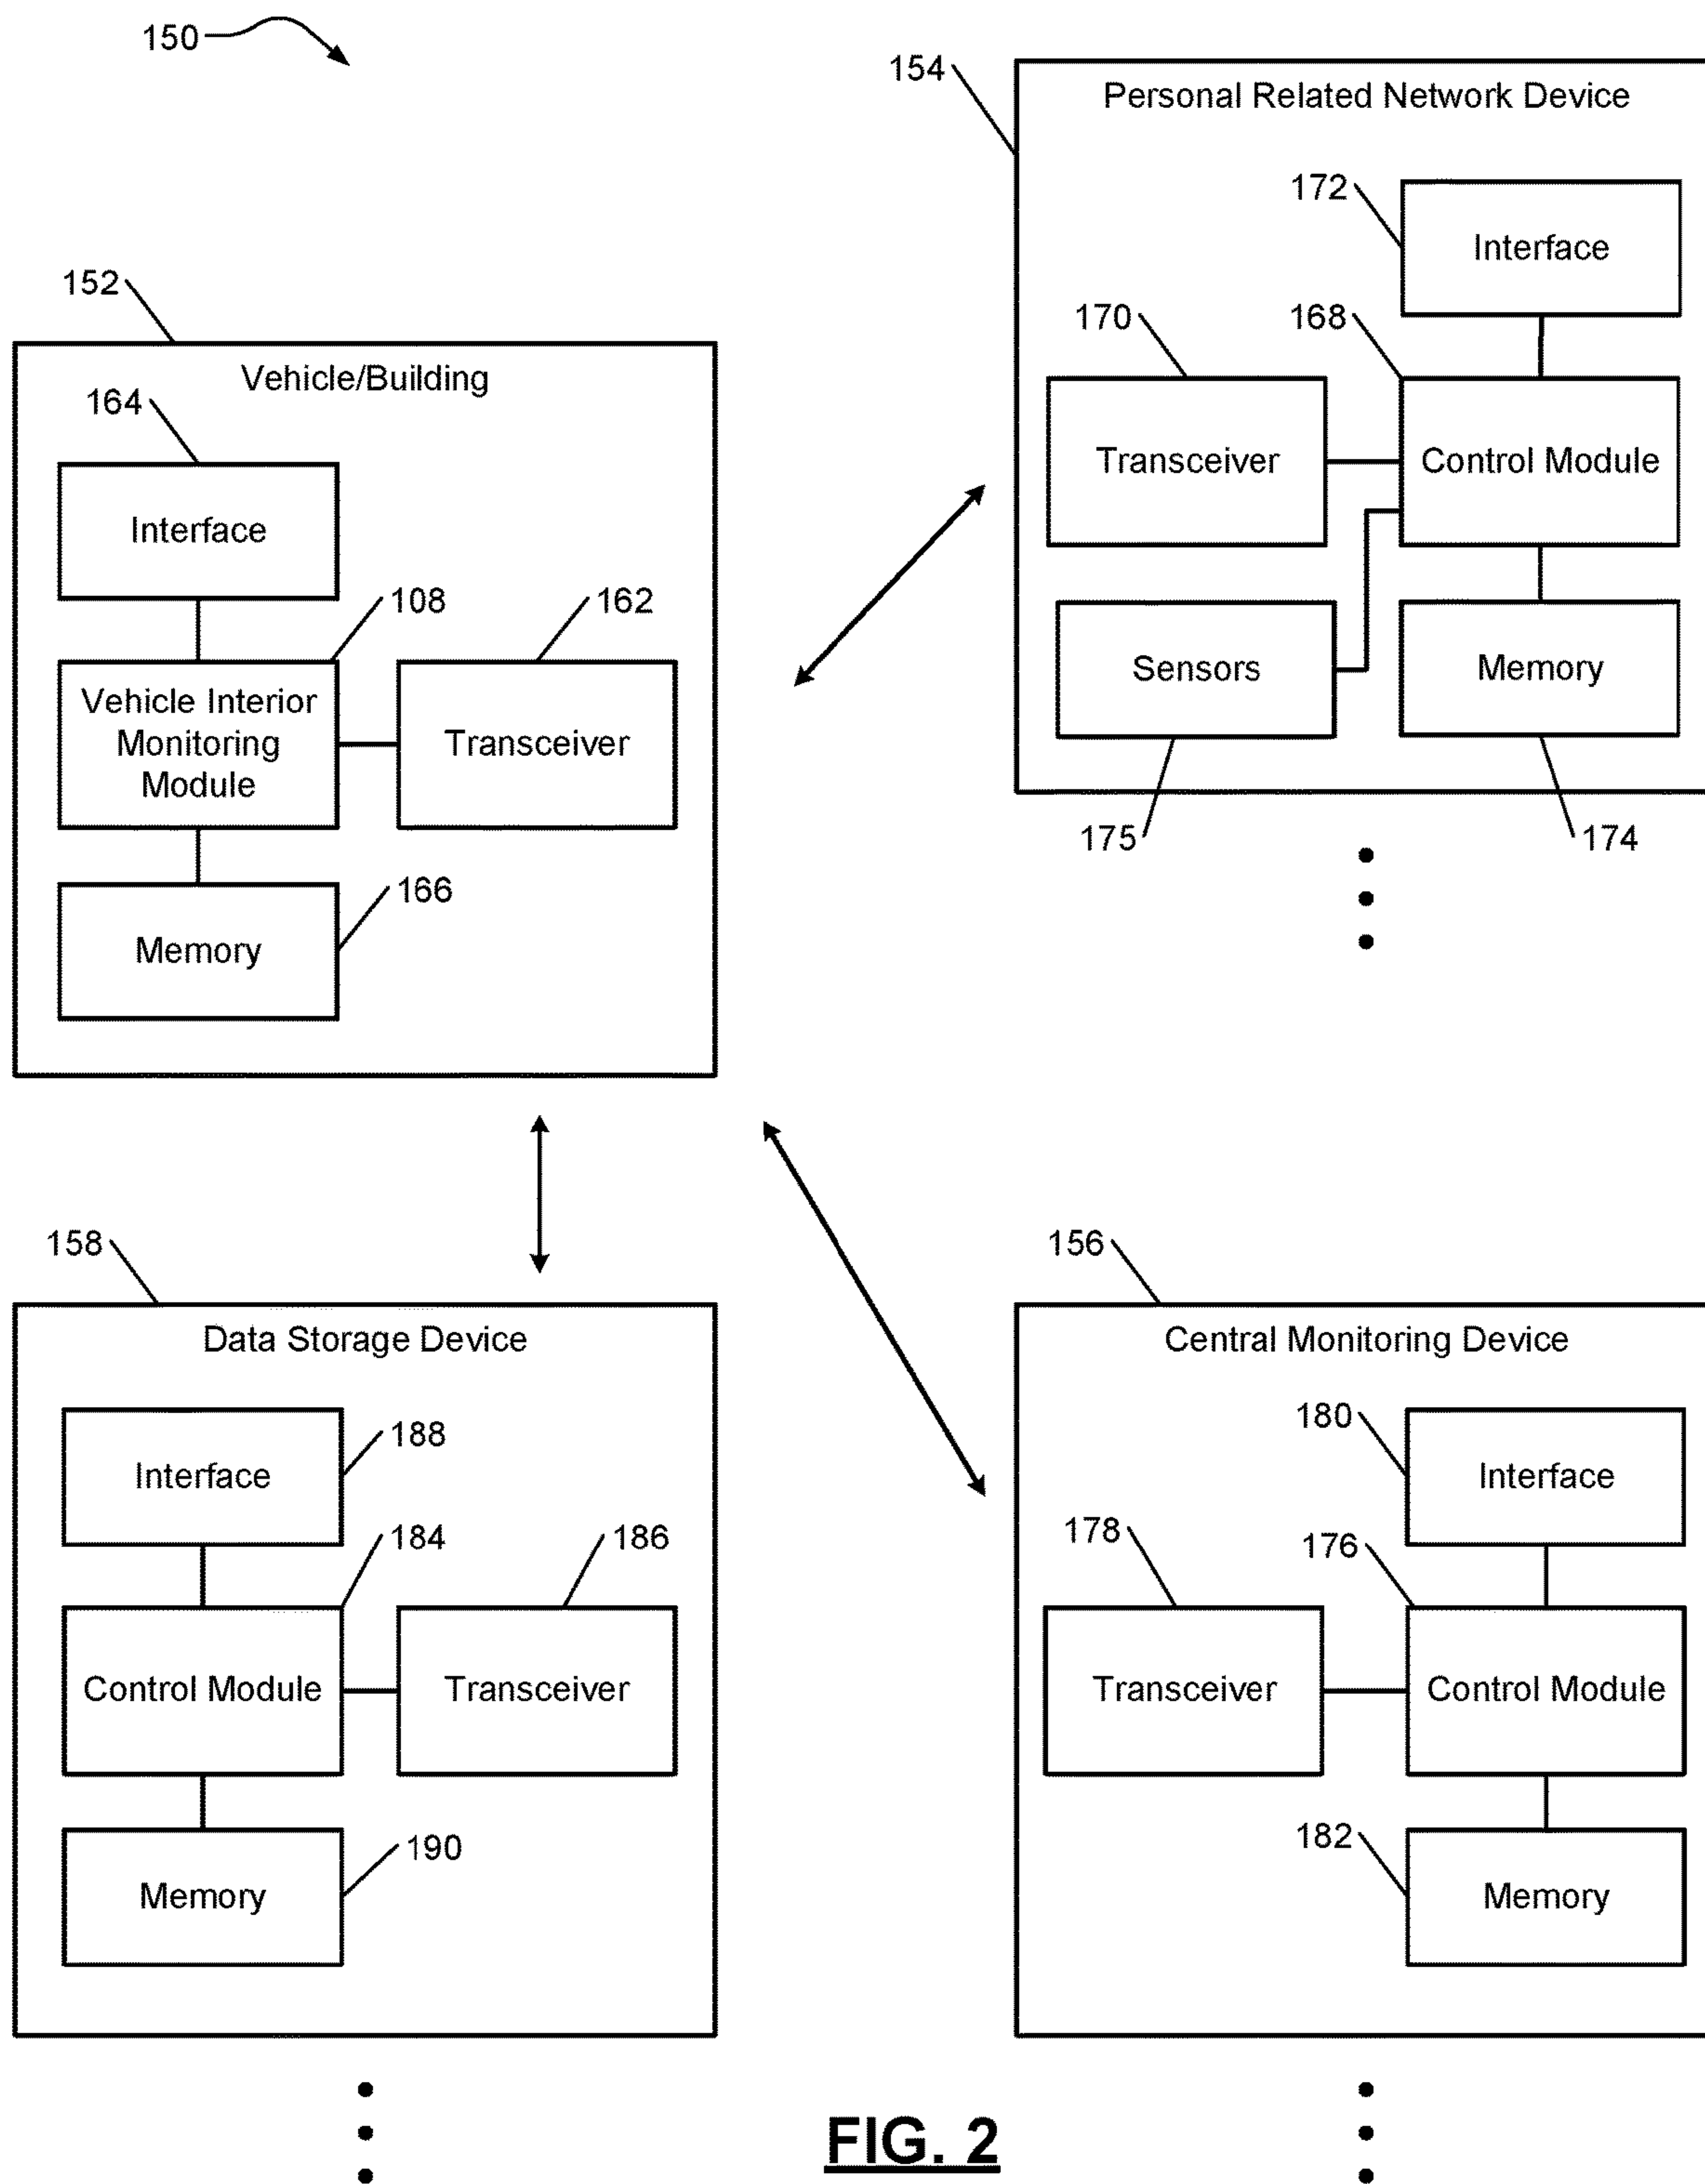 150
154
Personal Related Network Device
172
Interface
152
170
168
Vehicle/Building
164
Transceiver
Control Module
Interface
108
162
Sensors
Memory
Vehicle Interior
Monitoring
Module
Transceiver
175
174
166
Memory
158
156
Data Storage Device
Central Monitoring Device
188
180
Interface
Interface
184
186
178
176
Control Module
Transceiver
Transceiver
Control Module
190
182
Memory
Memory
FIG. 2